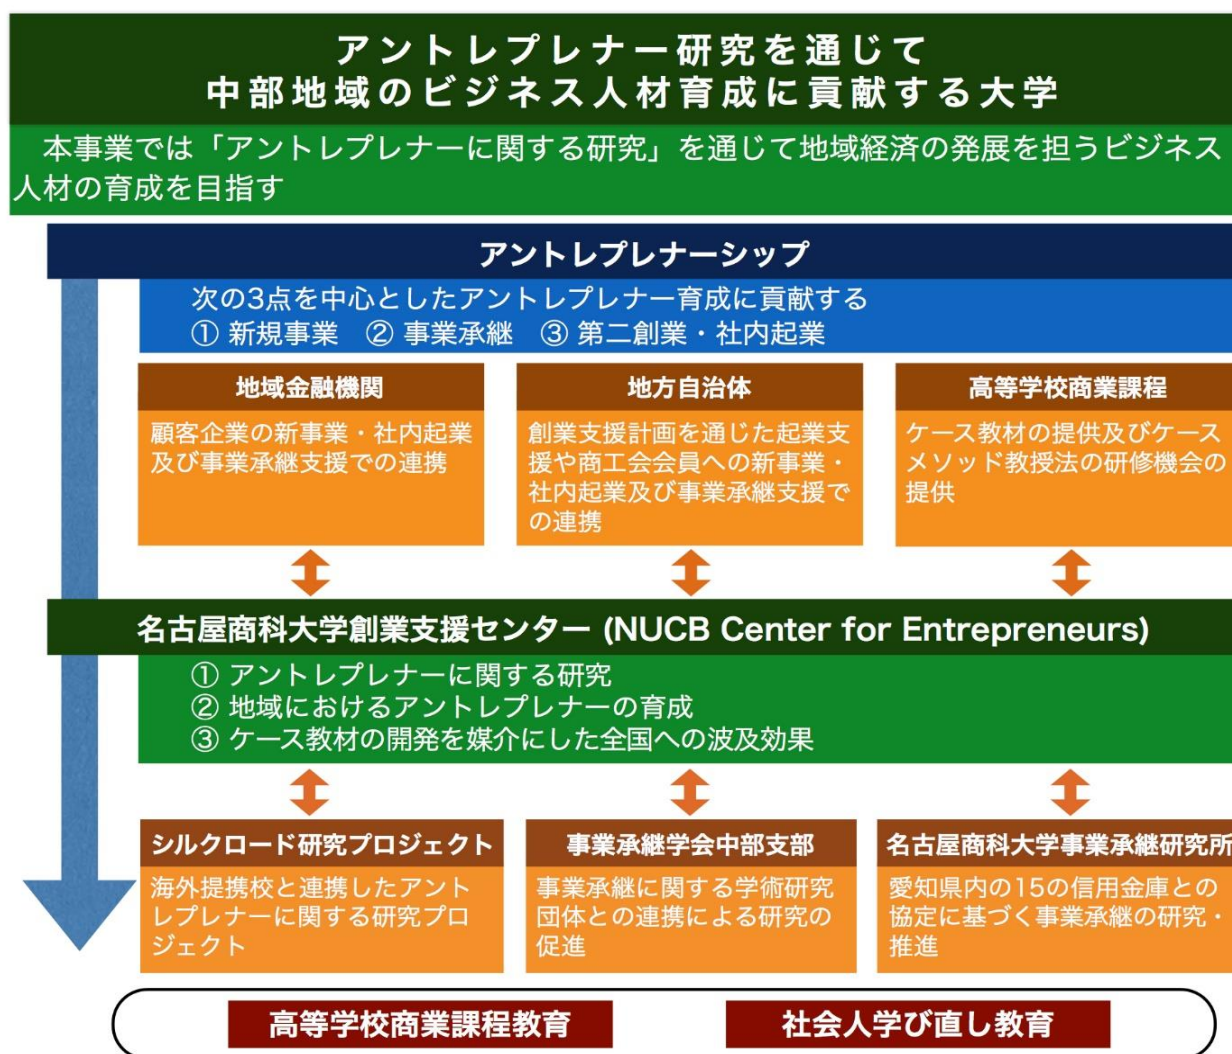 アントレプレナー研究を通じて
中部地域のビジネス人材育成に貢献する大学
本事業では「アントレプレナーに関する研究」を通じて地域経済の発展を担うビジネス
人材の育成を目指す
アントレプレナーシップ
次の3点を中心としたアントレプレナー育成に貢献する
① 新規事業 ② 事業承継 ③ 第二創業・社内起業
地域金融機関
顧客企業の新事業・社内起業
及び事業承継支援での連携
地方自治体
創業支援計画を通じた起業支
援や商工会会員への新事業・
社内起業及び事業承継支援で
の連携
高等学校商業課程
ケース教材の提供及びケース
メソッド教授法の研修機会の
提供
名古屋商科大学創業支援センター (NUCB Center for Entrepreneurs)
① アントレプレナーに関する研究
② 地域におけるアントレプレナーの育成
③ ケース教材の開発を媒介にした全国への波及効果
シルクロード研究プロジェクト
海外提携校と連携したアント
レプレナーに関する研究プロ
ジェクト
事業承継学会中部支部
事業承継に関する学術研究
団体との連携による研究の
促進
名古屋商科大学事業承継研究所
愛知県内の15の信用金庫との
協定に基づく事業承継の研究・
推進
高等学校商業課程教育
社会人学び直し教育